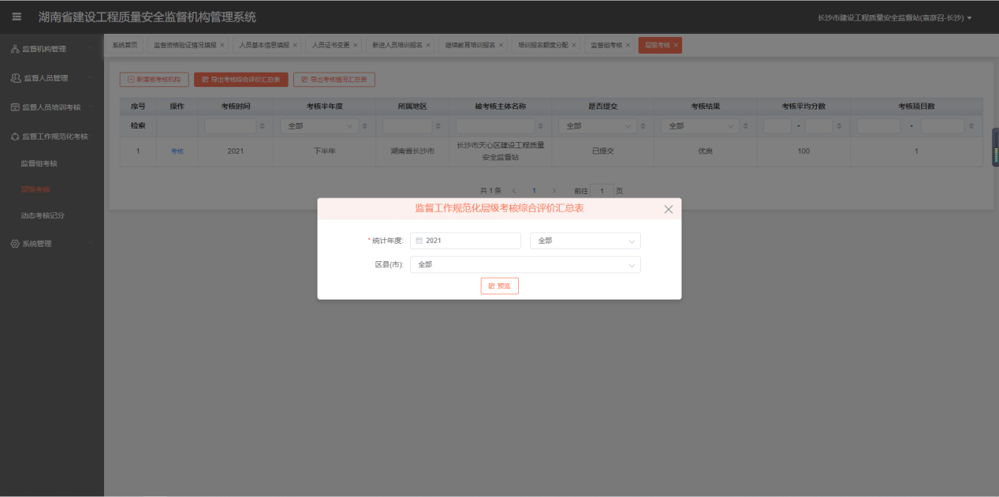 湖南省建设工程质量安全监督机构管理系统
长沙市建设工程质量安全监督站(袁彦召-长沙)
监督机构管理
监督人员管理
监督人员培训考核
监督工作规范化考核
监督组考核
层级考核
动态考核记分
系统管理
系统首页 监督资格验证情况填报 × 人员基本信息填报 × 人员证书变更 × 新进人员培训报名 × 继续教育培训报名 × 培训报名额度分配 × 监督组考核 × 层级考核 ×
新增被考核机构 导出考核综合评价汇总表 导出考核情况汇总表
序号 操作 考核时间 考核半年度 所属地区 被考核主体名称 是否提交 考核结果 考核平均分数 考核项目数
检索 全部 全部 全部 - -
1 考核 2021 下半年 湖南省长沙市 长沙市天心区建设工程质量 已提交 优良 100 1
安全监督站
共 1 条 1 前往 1 页
监督工作规范化层级考核综合评价汇总表
* 统计年度: 2021 全部
区县(市): 全部
预览